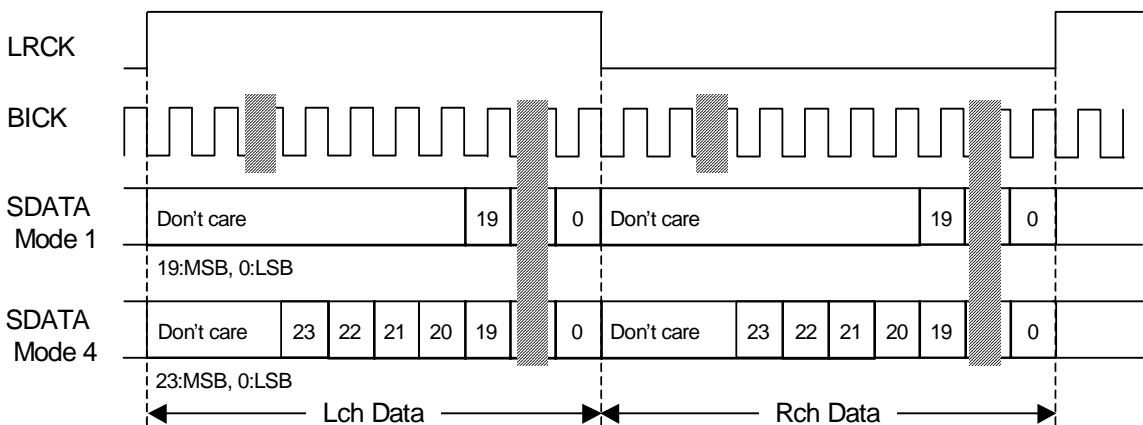 LRCK
BICK
SDATA
Mode 1
Don't care 19 0 Don't care 19 0
19:MSB, 0:LSB
SDATA
Mode 4
Don't care 23 22 21 20 19 0 Don't care 23 22 21 20 19 0
23:MSB, 0:LSB
Lch Data Rch Data